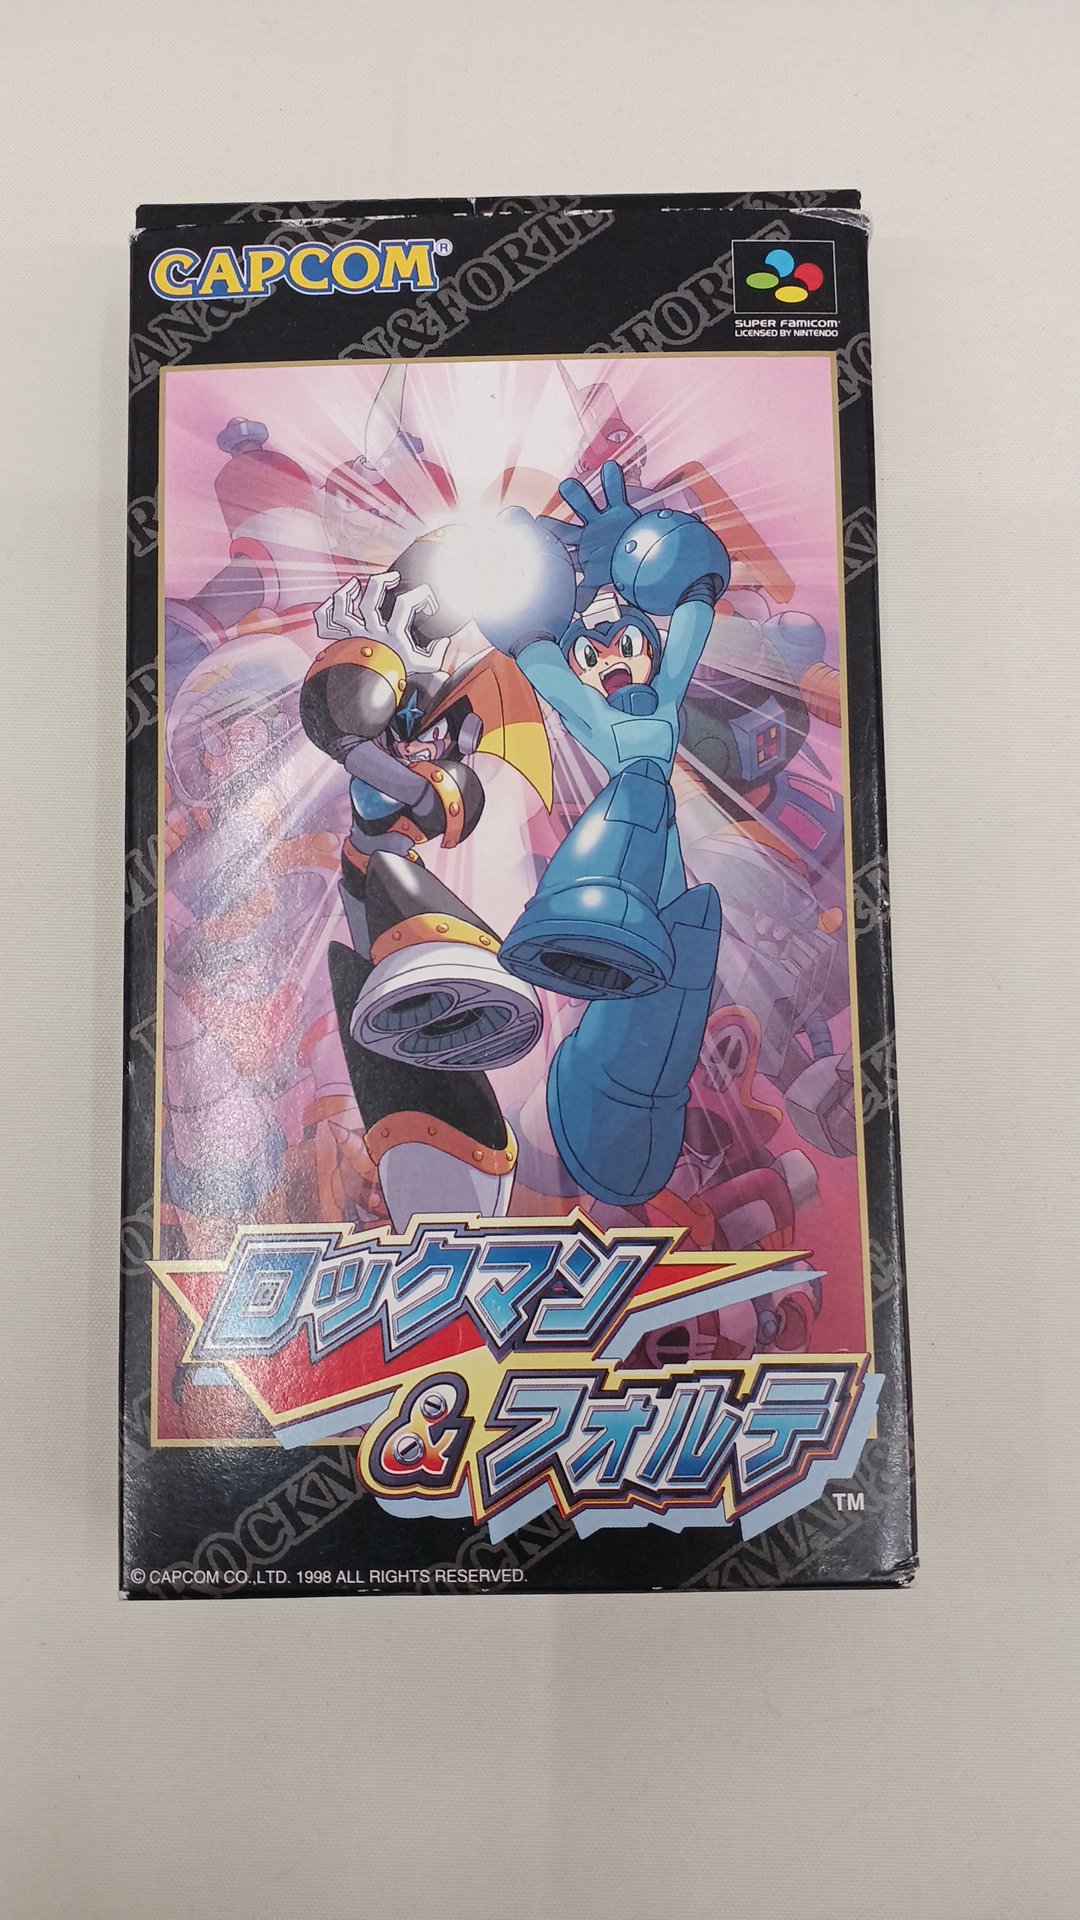 CAPCOM®
SUPER FAMICOM
LICENSED BY NINTENDO
ロックマン
&フォルテ
TM
© CAPCOM CO.,LTD. 1998 ALL RIGHTS RESERVED.